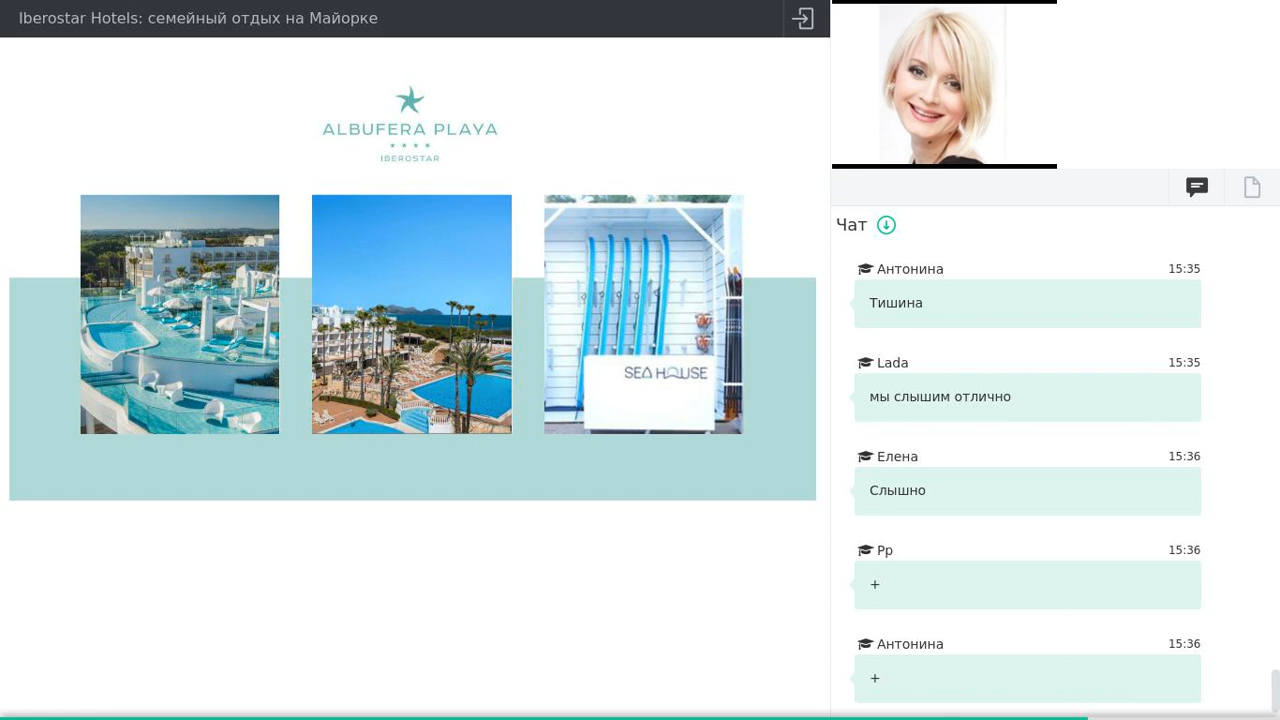 Iberostar Hotels: семейный отдых на Майорке
ALBUFERA PLAYA
IBEROSTAR
SEA HOUSE
Чат
Антонина 15:35
Тишина
Lada 15:35
мы слышим отлично
Елена 15:36
Слышно
Pp 15:36
+
Антонина 15:36
+